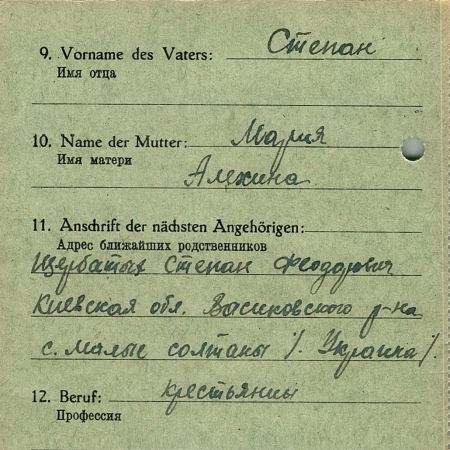 9. Vorname des Vaters: Степан
Имя отца
10. Name der Mutter: Мария
Имя матери
Алехина
11. Anschrift der nächsten Angehörigen:
Адрес ближайших родственников
Щербатых Степан Феодорович
Киевская обл. Васиковского р-на
с. Малые солтаны /. Украина /.
12. Beruf: крестьянин
Профессия